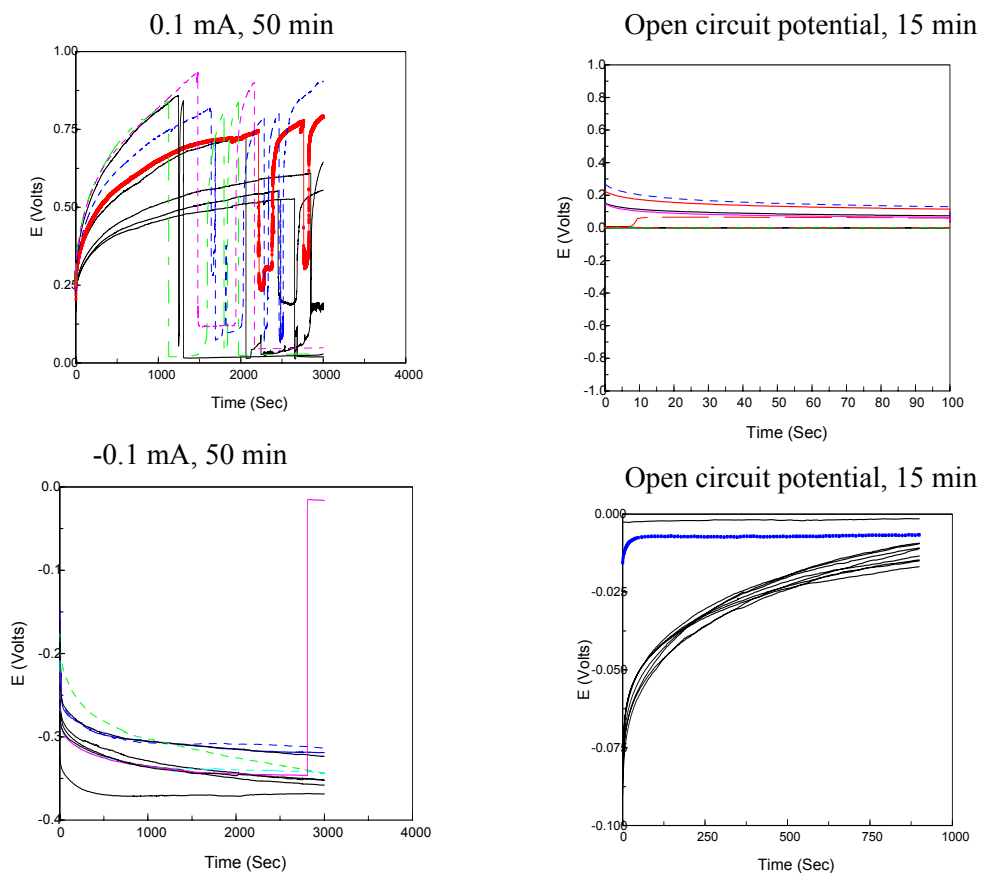 0.1 mA, 50 min
1.00
0.75
0.50
0.25
0.00
E (Volts)
0 1000 2000 3000 4000
Time (Sec)
Open circuit potential, 15 min
1.0
0.8
0.6
0.4
0.2
0.0
-0.2
-0.4
-0.6
-0.8
-1.0
E (Volts)
0 10 20 30 40 50 60 70 80 90 100
Time (Sec)
-0.1 mA, 50 min
0.0
-0.1
-0.2
-0.3
-0.4
E (Volts)
0 1000 2000 3000 4000
Time (Sec)
Open circuit potential, 15 min
0.000
-0.025
-0.050
-0.075
-0.100
E (Volts)
0 250 500 750 1000
Time (Sec)